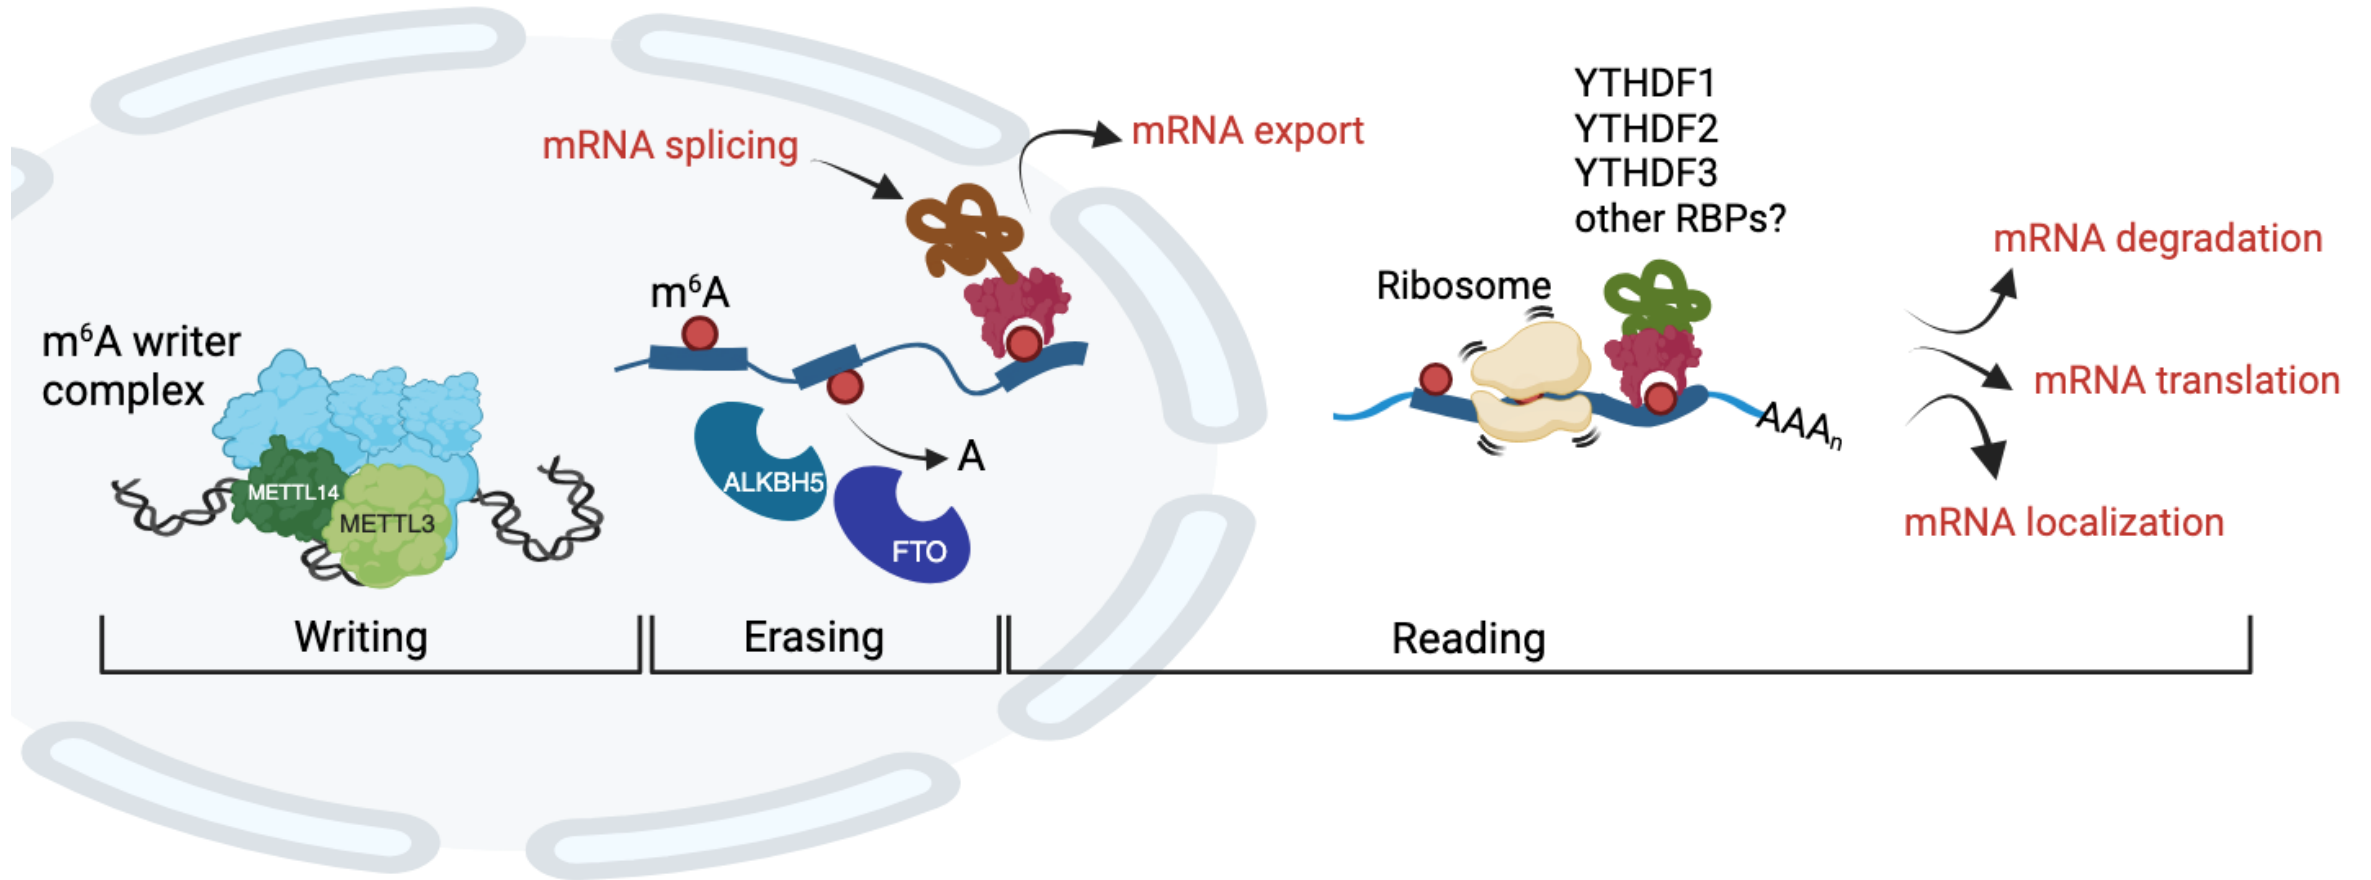 m⁶A writer
complex
METTL14
METTL3
Writing
mRNA splicing
m⁶A
ALKBH5
A
FTO
Erasing
mRNA export
YTHDF1
YTHDF2
YTHDF3
other RBPs?
Ribosome
AAAₙ
mRNA degradation
mRNA translation
mRNA localization
Reading